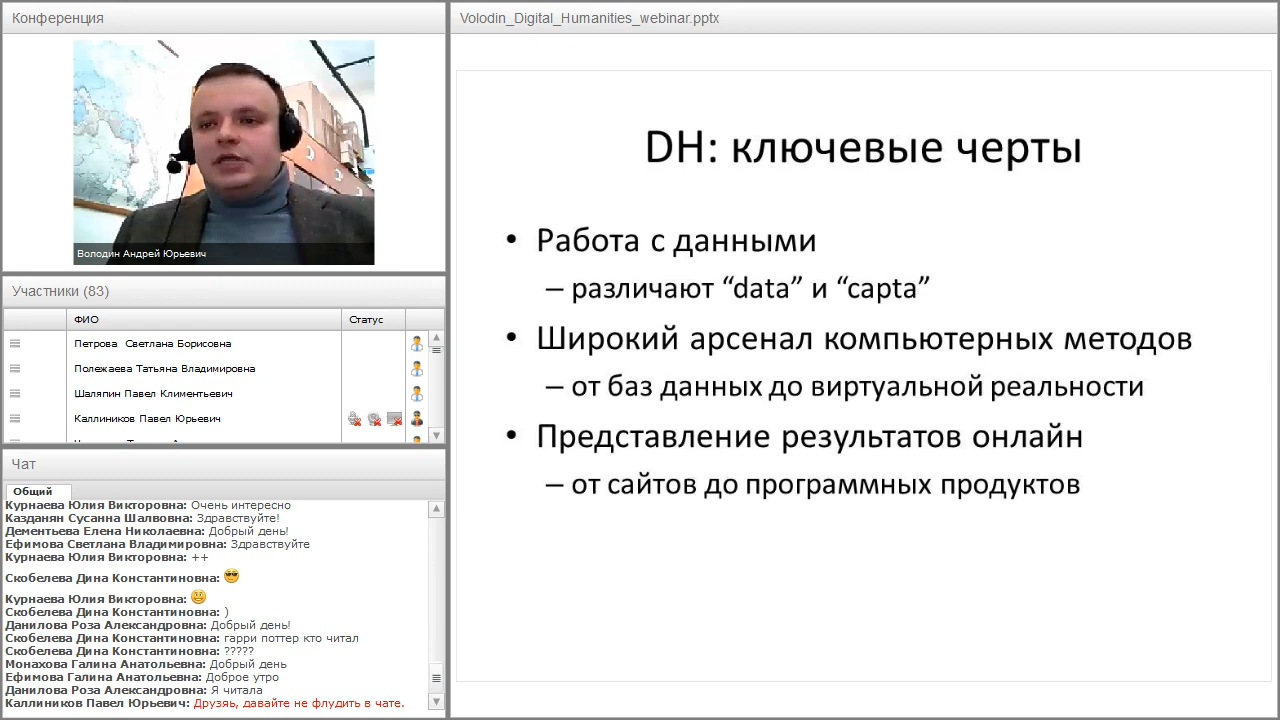 Конференция
Володин Андрей Юрьевич
Участники (83)
ФИО
Статус
Петрова Светлана Борисовна
Полежаева Татьяна Владимировна
Шаляпин Павел Климентьевич
Каллиников Павел Юрьевич
Чат
Общий
Курнаева Юлия Викторовна: Очень интересно
Казданян Сусанна Шалвовна: Здравствуйте!
Дементьева Елена Николаевна: Добрый день!
Ефимова Светлана Владимировна: Здравствуйте
Курнаева Юлия Викторовна: ++
Скобелева Дина Константиновна:
Курнаева Юлия Викторовна:
Скобелева Дина Константиновна: )
Данилова Роза Александровна: Добрый день!
Скобелева Дина Константиновна: гарри поттер кто читал
Скобелева Дина Константиновна: ?????
Монахова Галина Анатольевна: Добрый день
Ефимова Галина Анатольевна: Доброе утро
Данилова Роза Александровна: Я читала
Каллиников Павел Юрьевич: Друзяь, давайте не флудить в чате.
Volodin_Digital_Humanities_webinar.pptx
DH: ключевые черты
• Работа с данными
– различают “data” и “capta”
• Широкий арсенал компьютерных методов
– от баз данных до виртуальной реальности
• Представление результатов онлайн
– от сайтов до программных продуктов